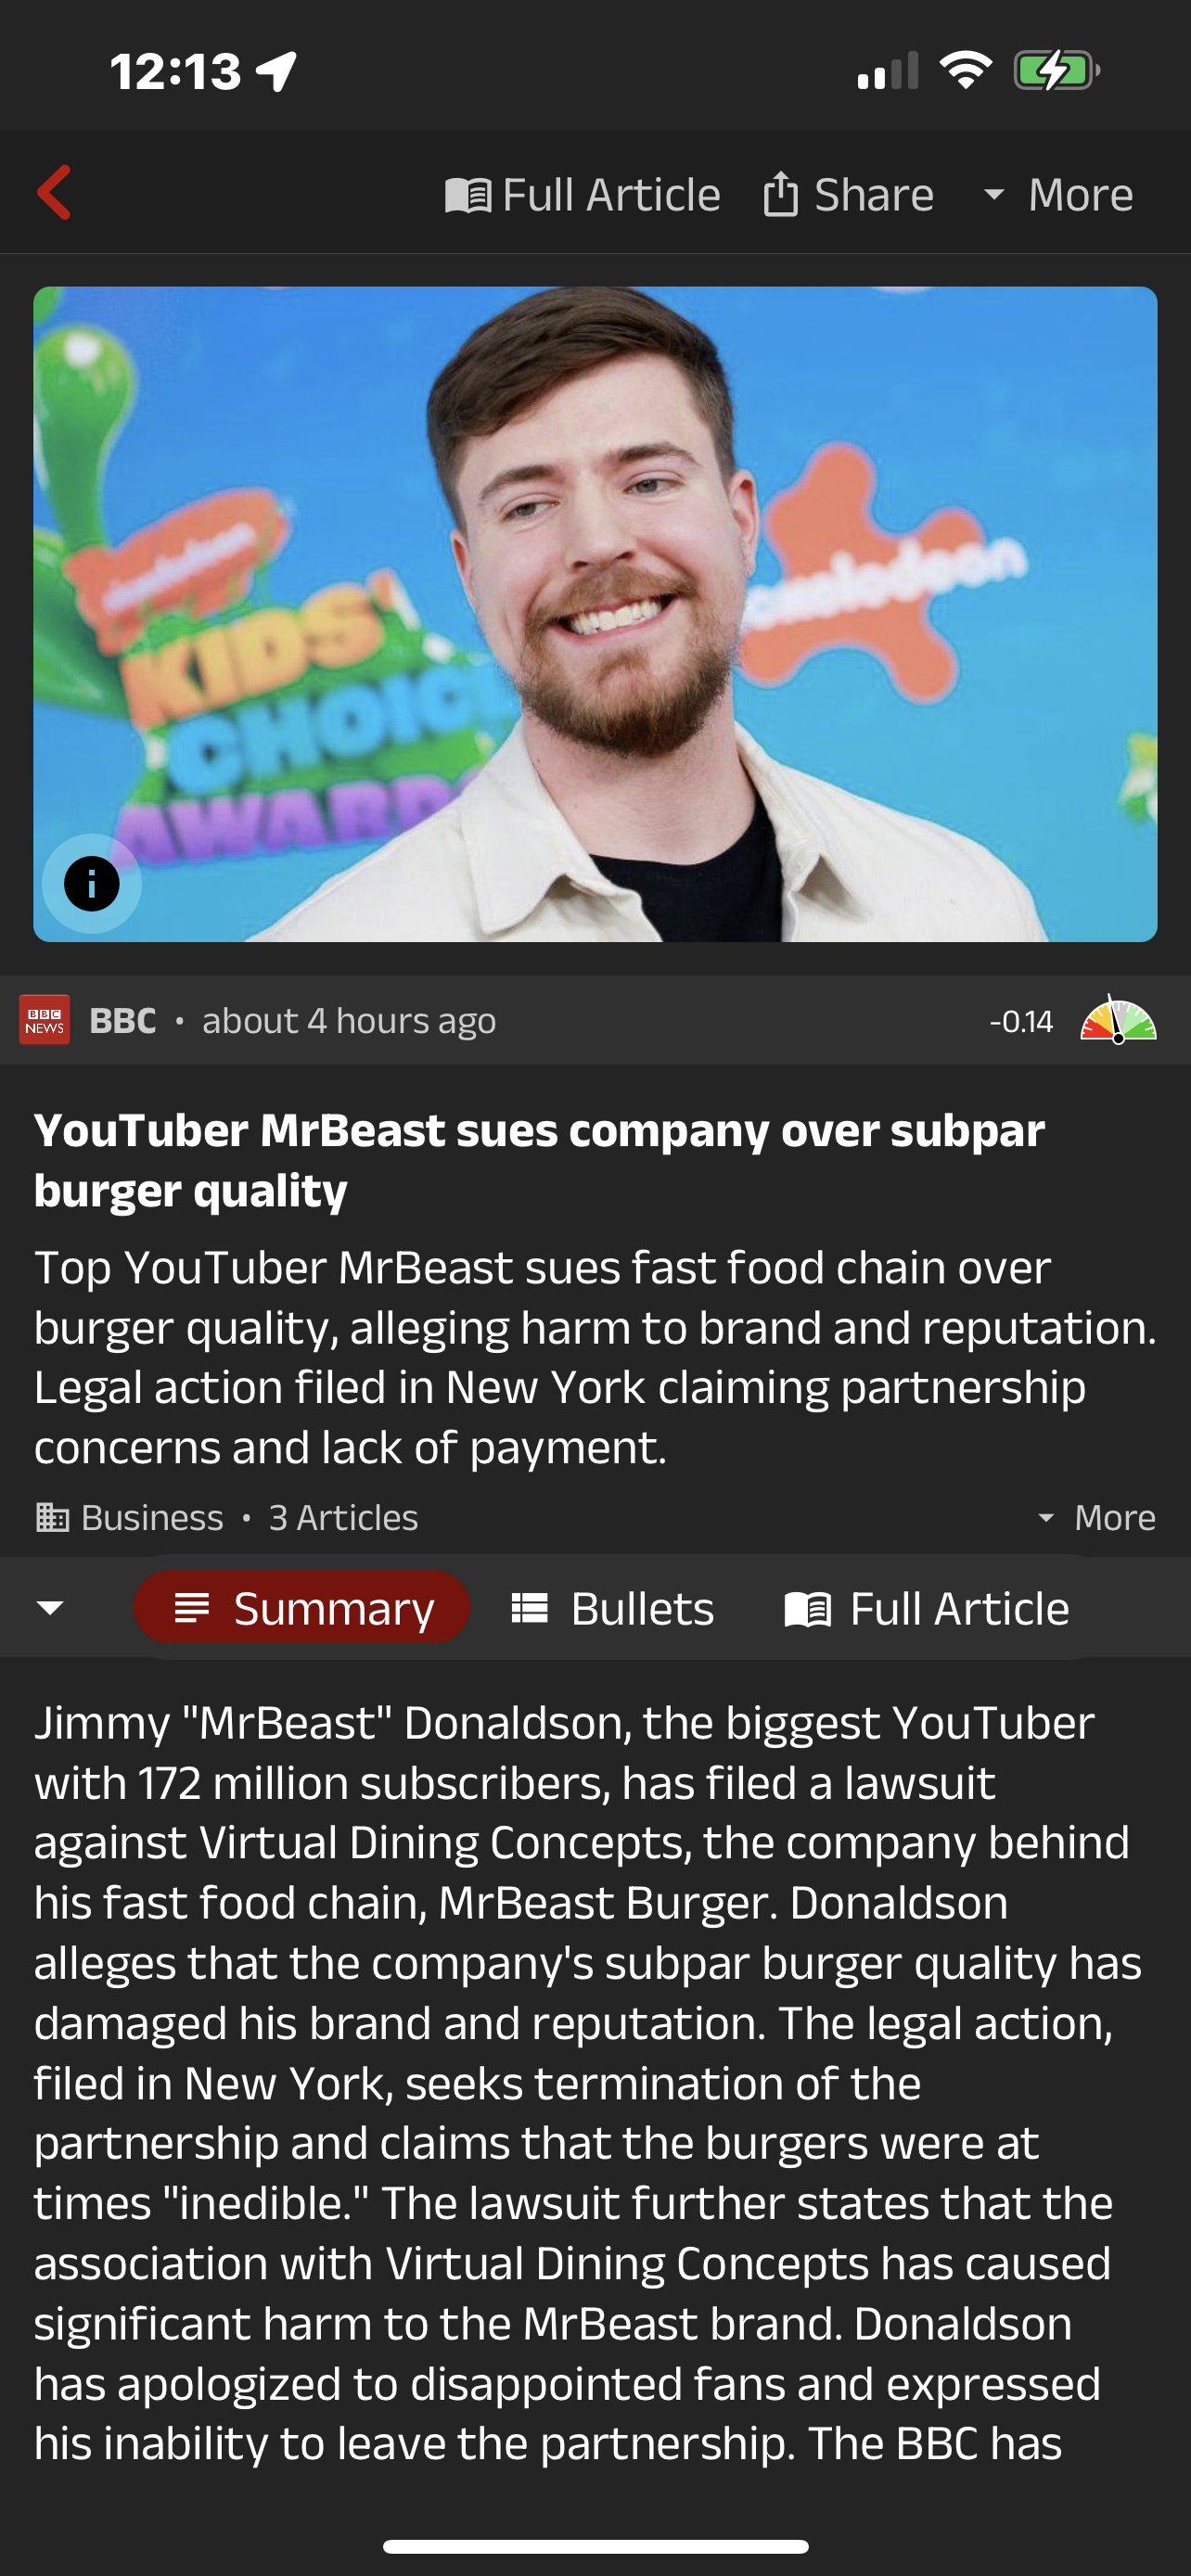 12:13
Full Article Share More
nickelodeon
KIDS'
CHOICE
AWARDS
nickelodeon
i
BBC NEWS BBC • about 4 hours ago -0.14
YouTuber MrBeast sues company over subpar
burger quality
Top YouTuber MrBeast sues fast food chain over
burger quality, alleging harm to brand and reputation.
Legal action filed in New York claiming partnership
concerns and lack of payment.
Business • 3 Articles More
Summary Bullets Full Article
Jimmy "MrBeast" Donaldson, the biggest YouTuber
with 172 million subscribers, has filed a lawsuit
against Virtual Dining Concepts, the company behind
his fast food chain, MrBeast Burger. Donaldson
alleges that the company's subpar burger quality has
damaged his brand and reputation. The legal action,
filed in New York, seeks termination of the
partnership and claims that the burgers were at
times "inedible." The lawsuit further states that the
association with Virtual Dining Concepts has caused
significant harm to the MrBeast brand. Donaldson
has apologized to disappointed fans and expressed
his inability to leave the partnership. The BBC has